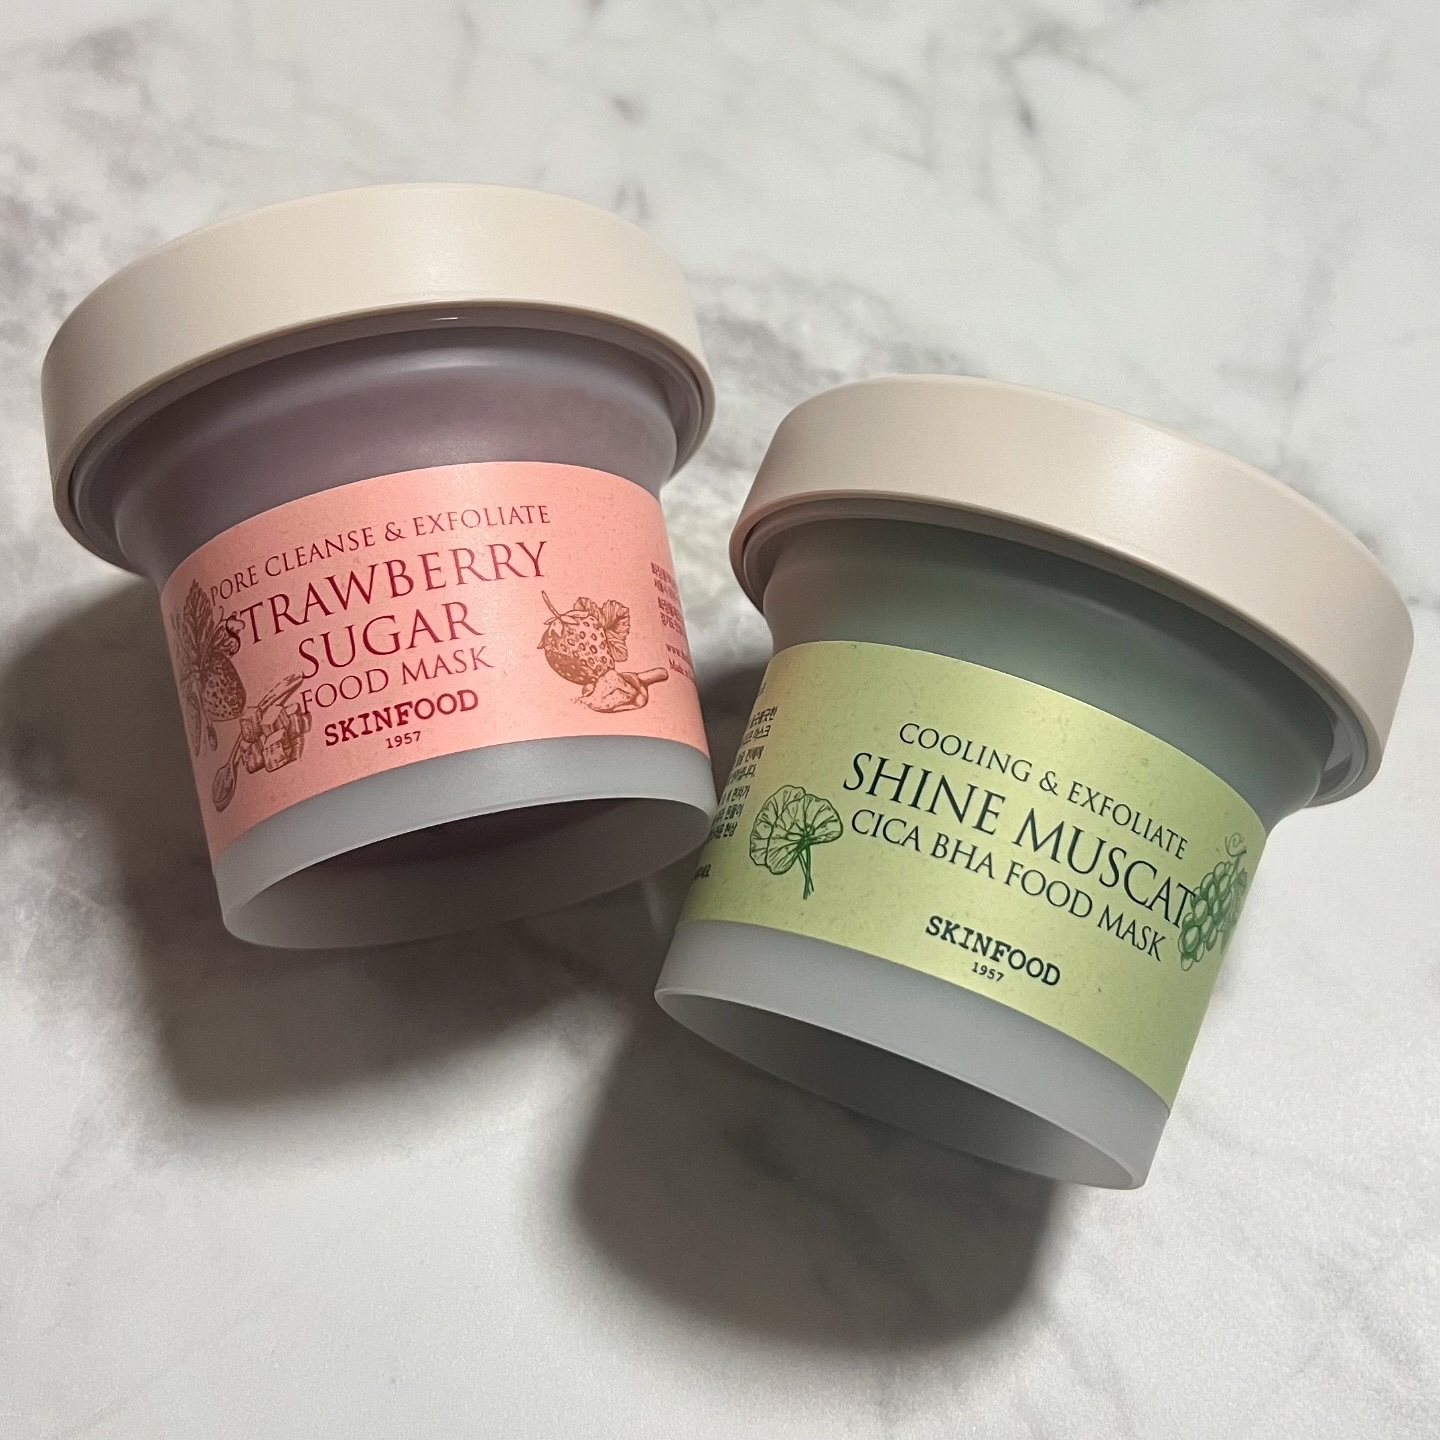 PORE CLEANSE & EXFOLIATE
STRAWBERRY
SUGAR
FOOD MASK
SKINFOOD
1957
COOLING & EXFOLIATE
SHINE MUSCAT
CICA BHA FOOD MASK
SKINFOOD
1957